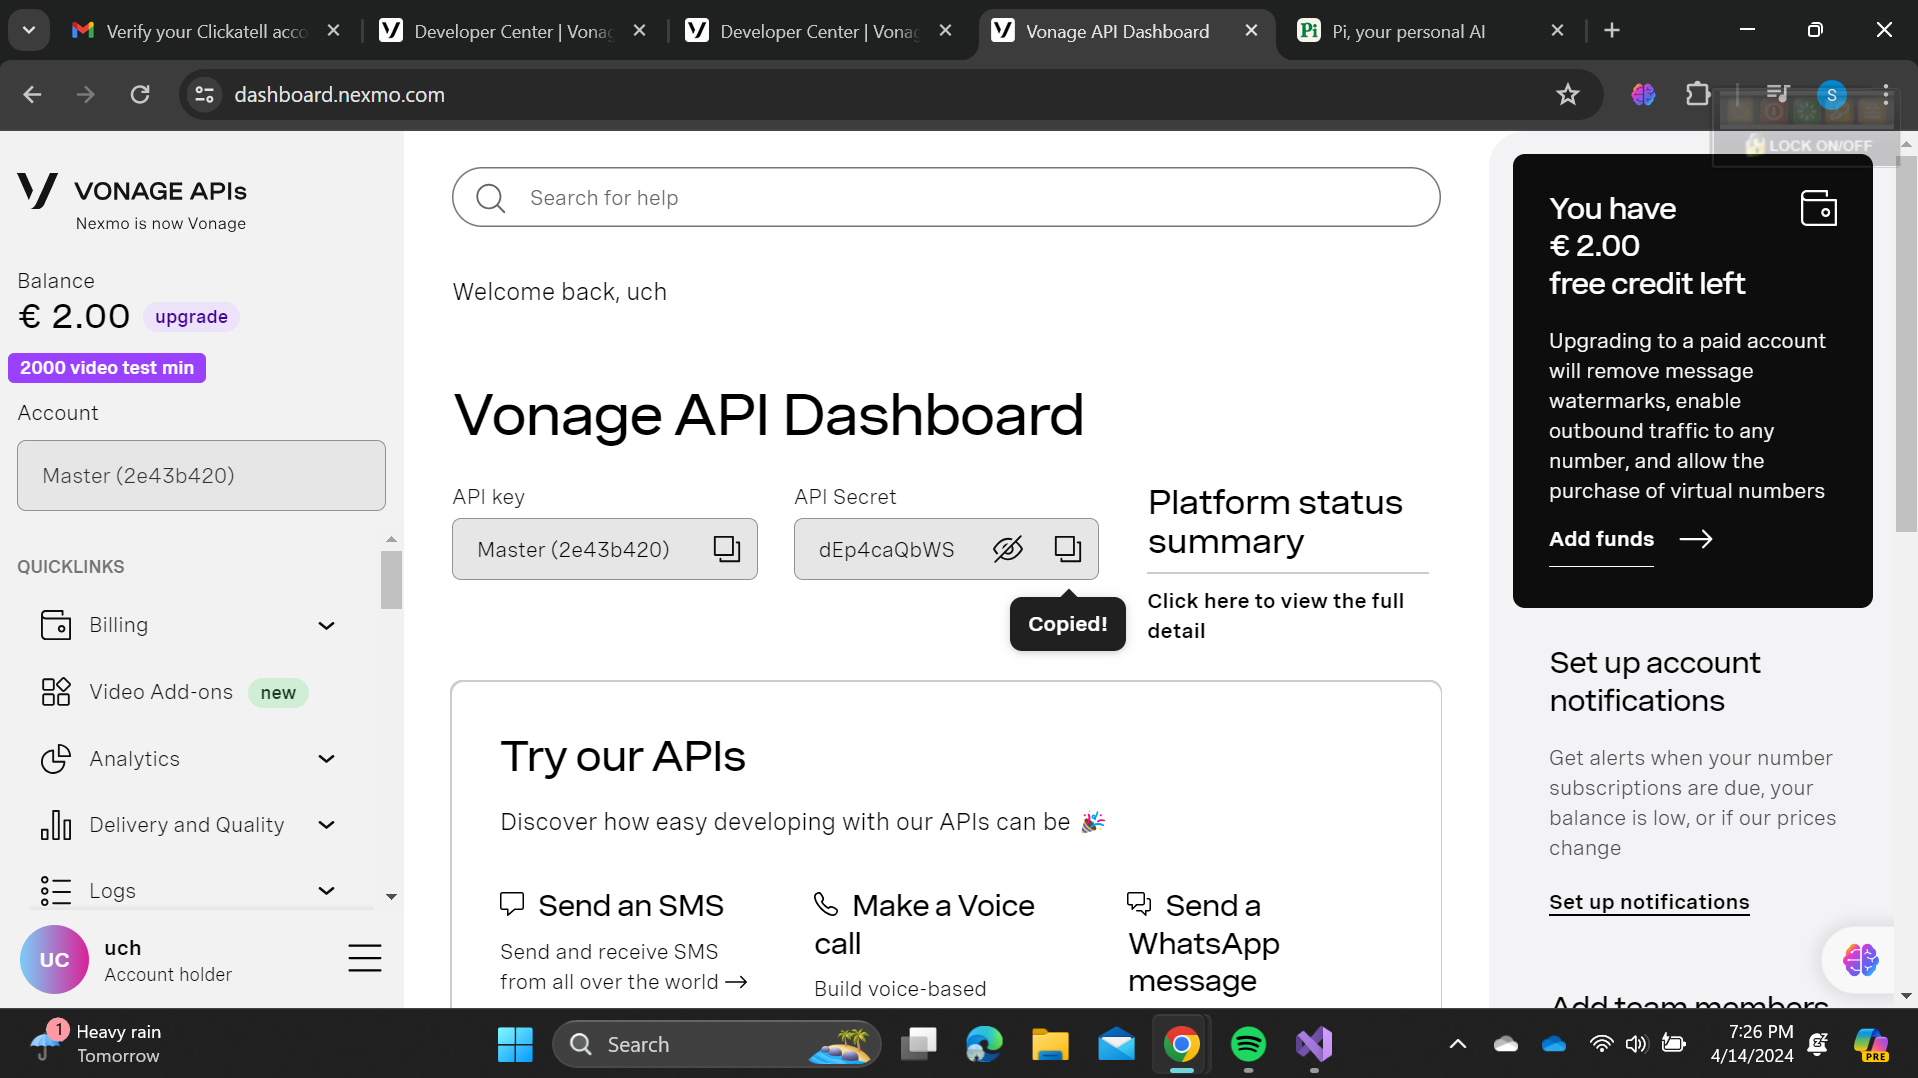 Verify your Clickatell acco
Developer Center | Vonag
Developer Center | Vonag
Vonage API Dashboard
Pi, your personal AI
dashboard.nexmo.com
S
LOCK ON/OFF
VONAGE APIs
Nexmo is now Vonage
Balance
€ 2.00 upgrade
2000 video test min
Account
Master (2e43b420)
QUICKLINKS
Billing
Video Add-ons new
Analytics
Delivery and Quality
Logs
UC
uch
Account holder
Search for help
Welcome back, uch
Vonage API Dashboard
API key
Master (2e43b420)
API Secret
dEp4caQbWS
Copied!
Platform status
summary
Click here to view the full
detail
Try our APIs
Discover how easy developing with our APIs can be 🎉
Send an SMS
Send and receive SMS
from all over the world →
Make a Voice
call
Build voice-based
Send a
WhatsApp
message
You have
€ 2.00
free credit left
Upgrading to a paid account
will remove message
watermarks, enable
outbound traffic to any
number, and allow the
purchase of virtual numbers
Add funds →
Set up account
notifications
Get alerts when your number
subscriptions are due, your
balance is low, or if our prices
change
Set up notifications
Add team members
1
Heavy rain
Tomorrow
Search
7:26 PM
4/14/2024
PRE